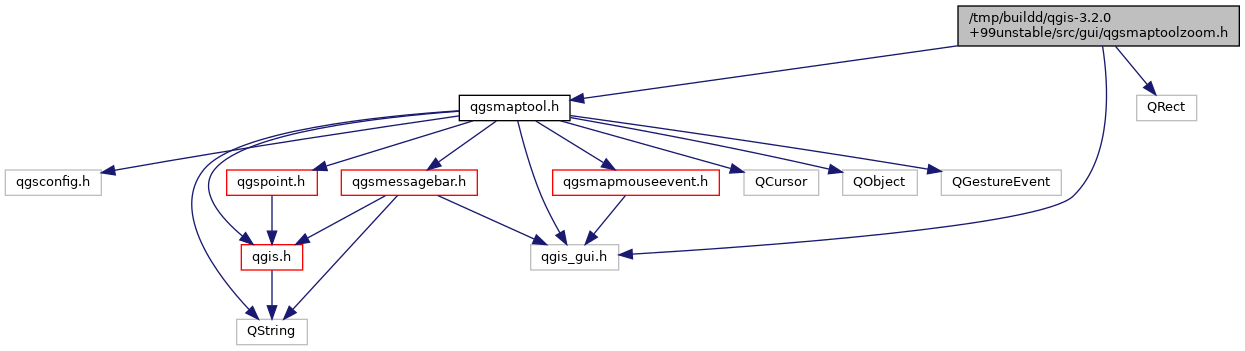 /tmp/buildd/qgis-3.2.0
+99unstable/src/gui/qgsmaptoolzoom.h
qgsmaptool.h
QRect
qgsconfig.h
qgspoint.h
qgsmessagebar.h
qgsmapmouseevent.h
QCursor
QObject
QGestureEvent
qgis.h
qgis_gui.h
QString